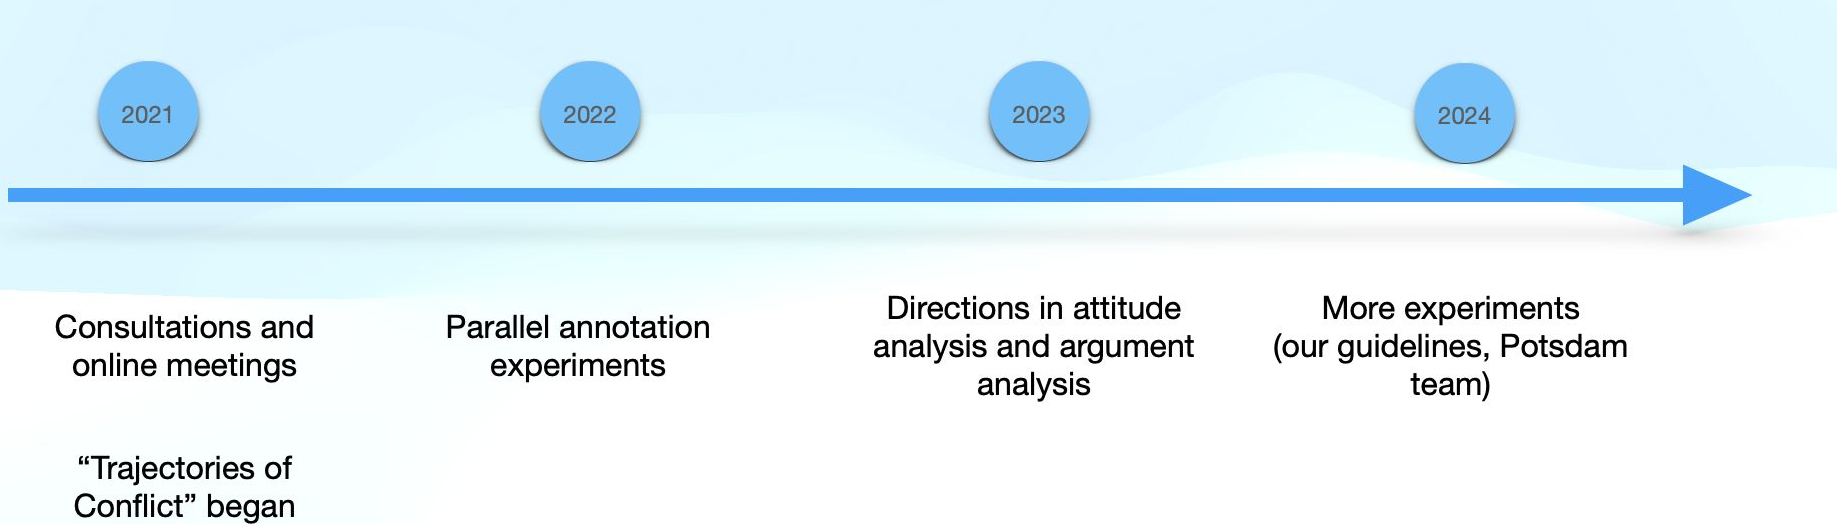 2021
2022
2023
2024
Consultations and
online meetings
“Trajectories of
Conflict” began
Parallel annotation
experiments
Directions in attitude
analysis and argument
analysis
More experiments
(our guidelines, Potsdam
team)